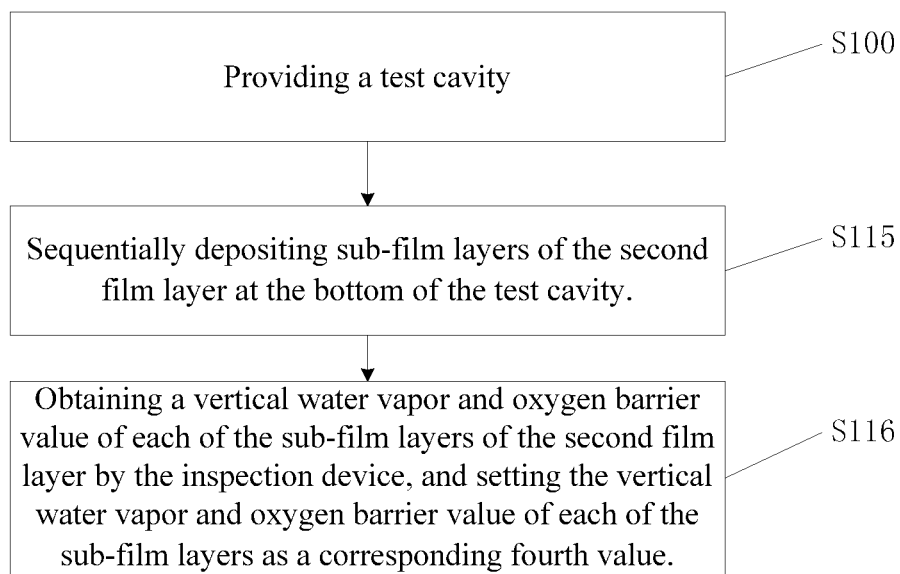 Providing a test cavity
S100
Sequentially depositing sub-film layers of the second
film layer at the bottom of the test cavity.
S115
Obtaining a vertical water vapor and oxygen barrier
value of each of the sub-film layers of the second film
layer by the inspection device, and setting the vertical
water vapor and oxygen barrier value of each of the
sub-film layers as a corresponding fourth value.
S116